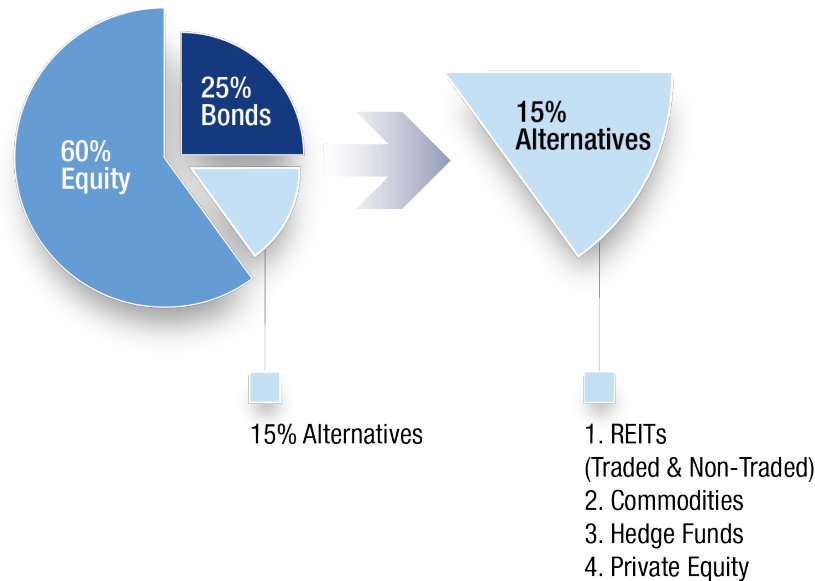 60%
Equity
25%
Bonds
15% Alternatives
15%
Alternatives
1. REITs
(Traded & Non-Traded)
2. Commodities
3. Hedge Funds
4. Private Equity